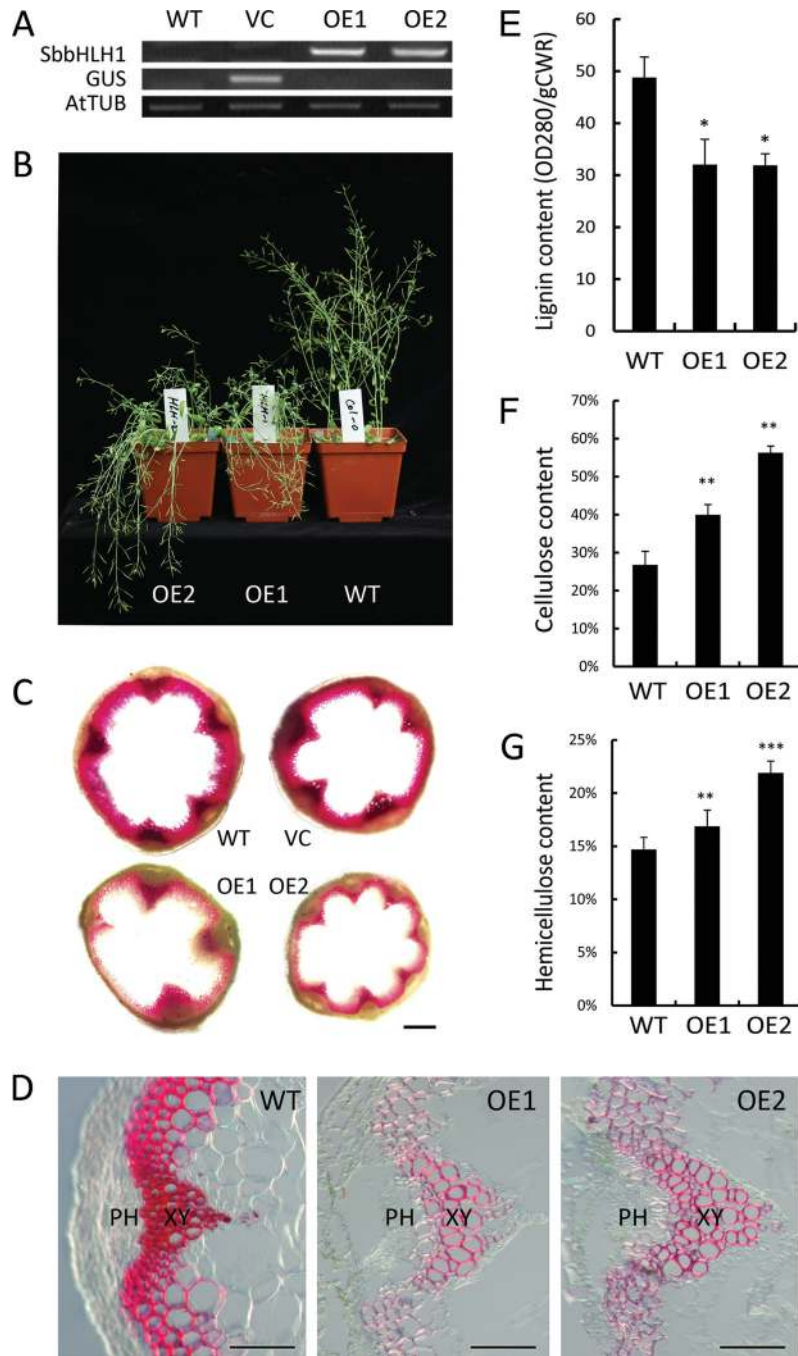 A
WT VC OE1 OE2
SbbHLH1
GUS
AtTUB
B
Col-0
OE2 OE1 WT
C
WT VC
OE1 OE2
D
WT
PH XY
OE1
PH XY
OE2
PH XY
E
Lignin content (OD280/gCWR)
60
50
40
30
20
10
0
* *
WT OE1 OE2
F
Cellulose content
70%
60%
50%
40%
30%
20%
10%
0%
** **
WT OE1 OE2
G
Hemicellulose content
25%
20%
15%
10%
5%
0%
** ***
WT OE1 OE2